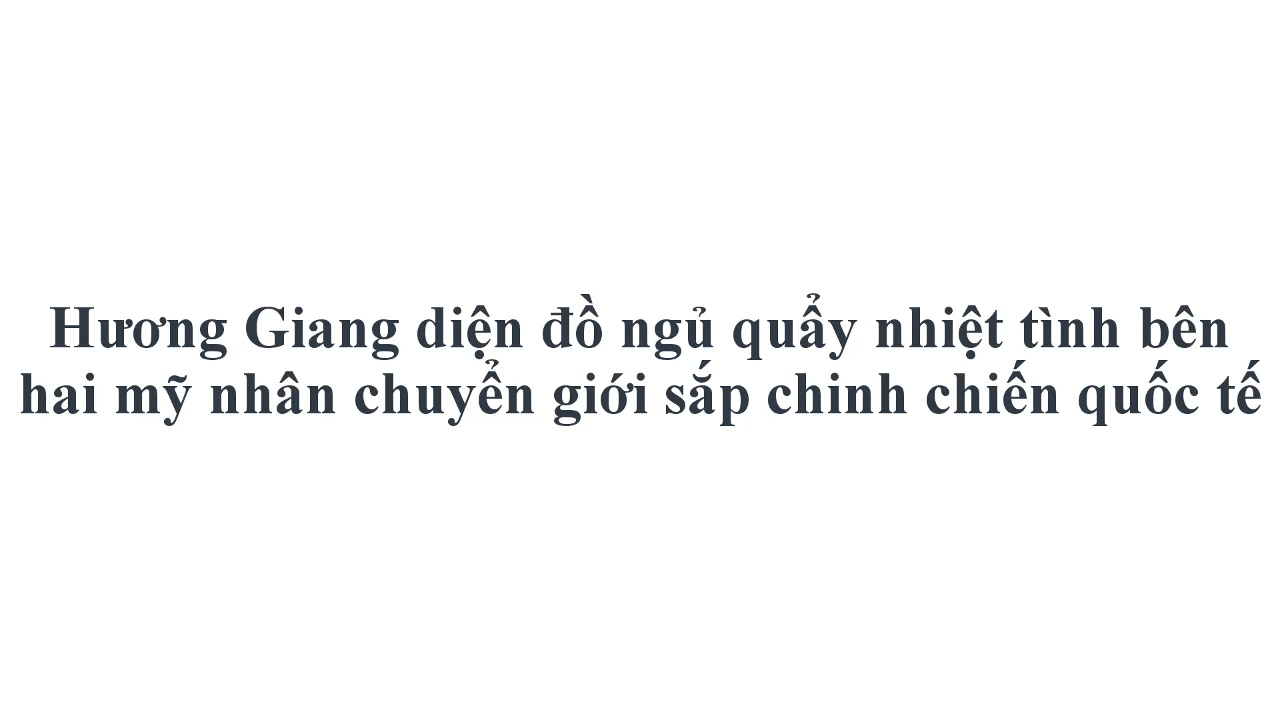 Hương Giang diện đồ ngủ quẩy nhiệt tình bên
hai mỹ nhân chuyển giới sắp chinh chiến quốc tế